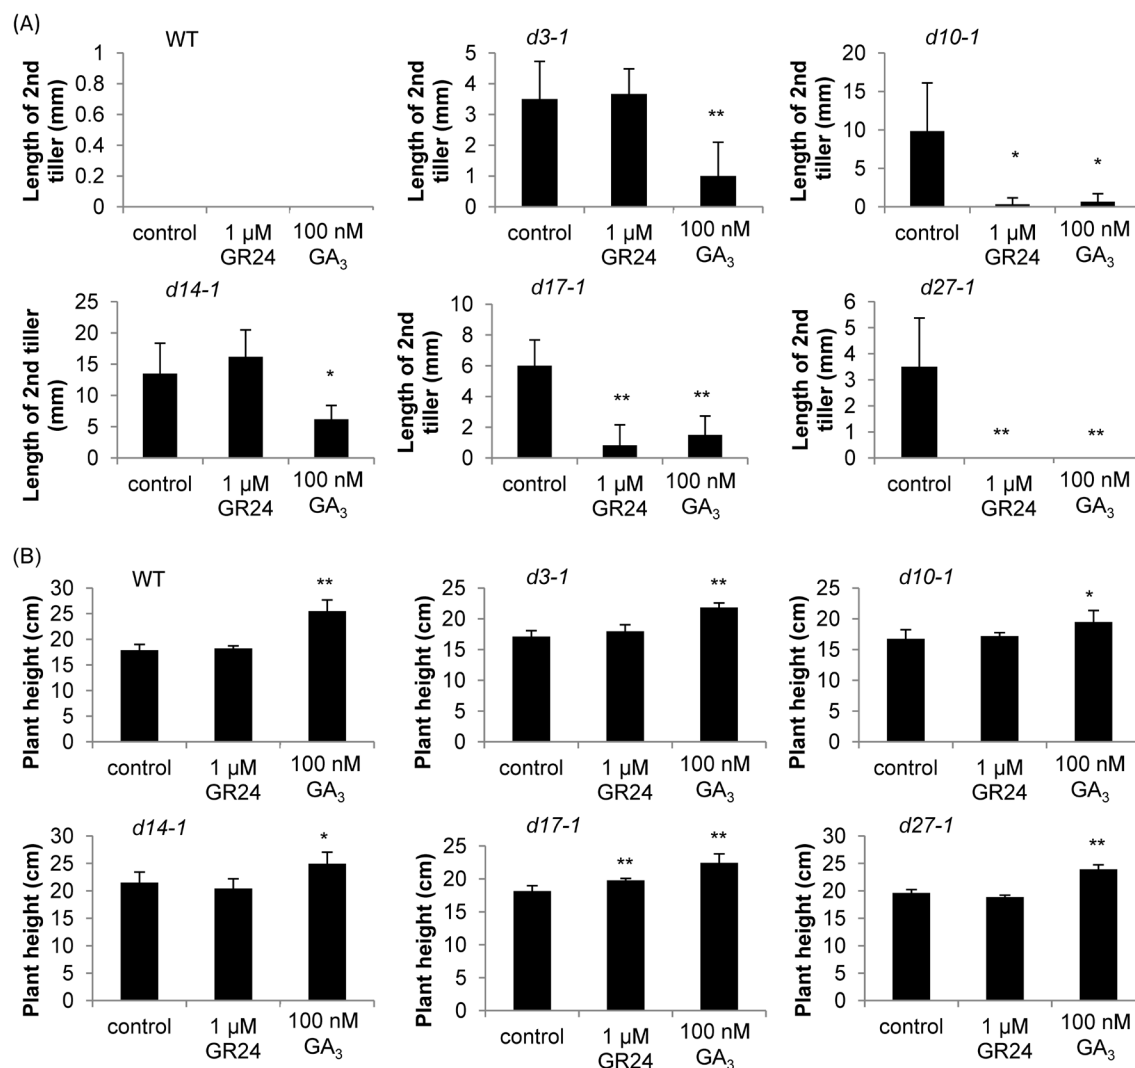 (A)
WT
Length of 2nd
tiller (mm)
1
0.8
0.6
0.4
0.2
0
control
1 µM
GR24
100 nM
GA₃
d3-1
Length of 2nd
tiller (mm)
5
4
3
2
1
0
**
control
1 µM
GR24
100 nM
GA₃
d10-1
Length of 2nd
tiller (mm)
20
15
10
5
0
*
*
control
1 µM
GR24
100 nM
GA₃
d14-1
Length of 2nd tiller
(mm)
25
20
15
10
5
0
*
control
1 µM
GR24
100 nM
GA₃
d17-1
Length of 2nd
tiller (mm)
10
8
6
4
2
0
**
**
control
1 µM
GR24
100 nM
GA₃
d27-1
Length of 2nd
tiller (mm)
6
5
4
3
2
1
0
**
**
control
1 µM
GR24
100 nM
GA₃
(B)
WT
Plant height (cm)
30
25
20
15
10
5
0
**
control
1 µM
GR24
100 nM
GA₃
d3-1
Plant height (cm)
25
20
15
10
5
0
**
control
1 µM
GR24
100 nM
GA₃
d10-1
Plant height (cm)
25
20
15
10
5
0
*
control
1 µM
GR24
100 nM
GA₃
d14-1
Plant height (cm)
30
25
20
15
10
5
0
*
control
1 µM
GR24
100 nM
GA₃
d17-1
Plant height (cm)
25
20
15
10
5
0
**
**
control
1 µM
GR24
100 nM
GA₃
d27-1
Plant height (cm)
30
25
20
15
10
5
0
**
control
1 µM
GR24
100 nM
GA₃